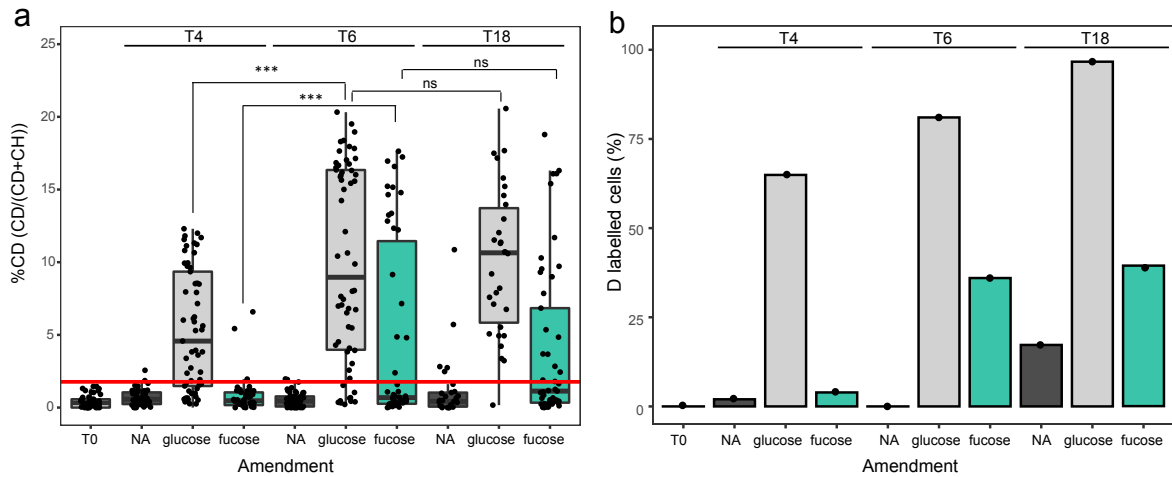 a
T4 T6 T18
25
20
15
10
5
0
%CD (CD/(CD+CH))
ns
*** ns
***
T0 NA glucose fucose NA glucose fucose NA glucose fucose
Amendment
b
T4 T6 T18
100
75
50
25
0
D labelled cells (%)
T0 NA glucose fucose NA glucose fucose NA glucose fucose
Amendment